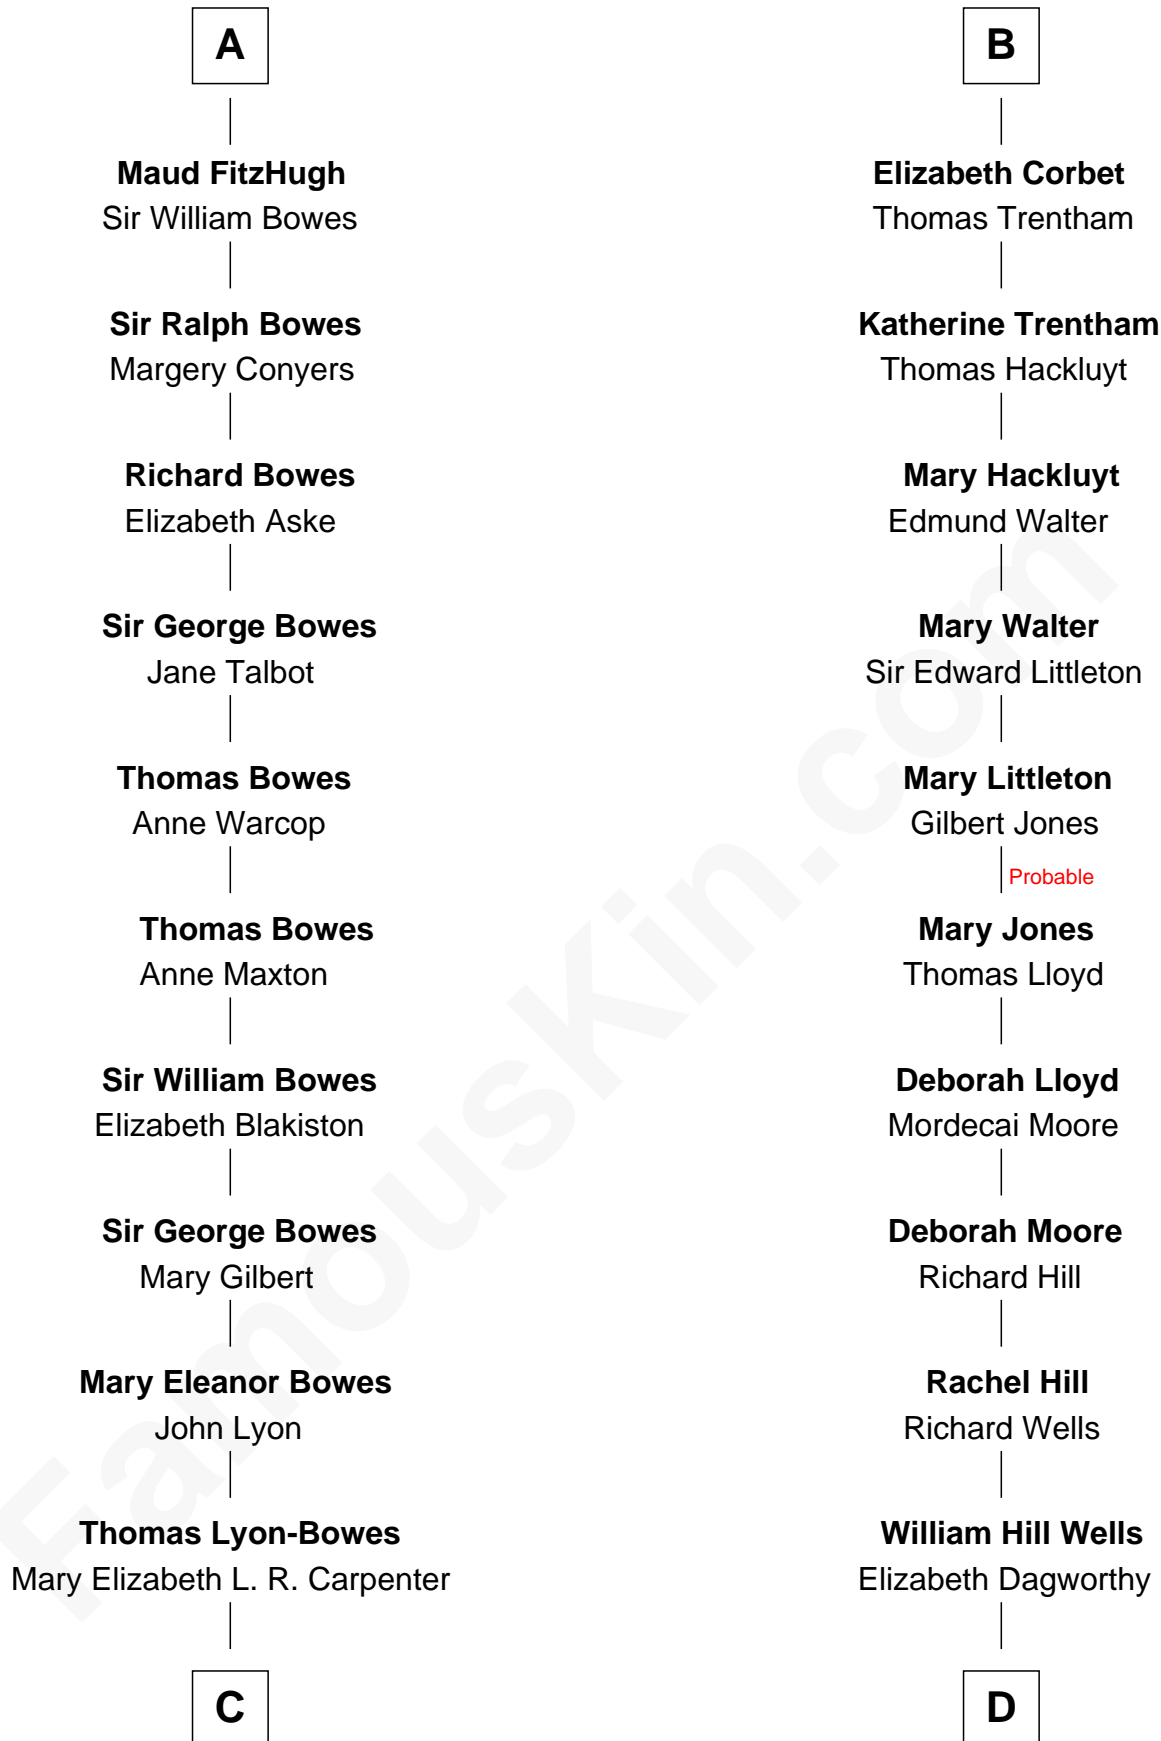 A
Maud FitzHugh
Sir William Bowes
Sir Ralph Bowes
Margery Conyers
Richard Bowes
Elizabeth Aske
Sir George Bowes
Jane Talbot
Thomas Bowes
Anne Warcop
Thomas Bowes
Anne Maxton
Sir William Bowes
Elizabeth Blakiston
Sir George Bowes
Mary Gilbert
Mary Eleanor Bowes
John Lyon
Thomas Lyon-Bowes
Mary Elizabeth L. R. Carpenter
C
B
Elizabeth Corbet
Thomas Trentham
Katherine Trentham
Thomas Hackluyt
Mary Hackluyt
Edmund Walter
Mary Walter
Sir Edward Littleton
Mary Littleton
Gilbert Jones
Probable
Mary Jones
Thomas Lloyd
Deborah Lloyd
Mordecai Moore
Deborah Moore
Richard Hill
Rachel Hill
Richard Wells
William Hill Wells
Elizabeth Dagworthy
D
FamousKin.com